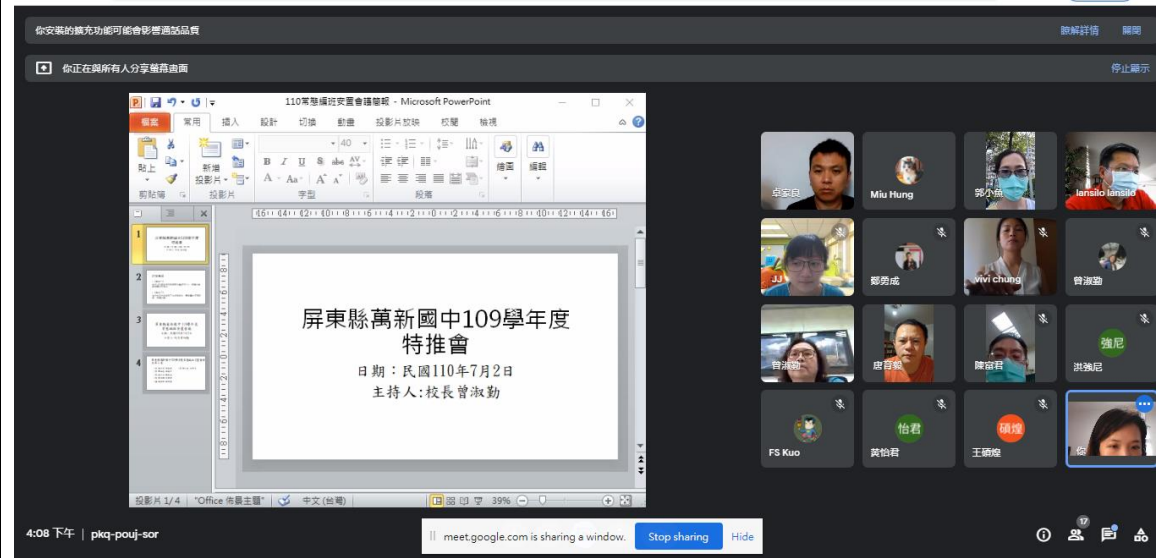 你安裝的擴充功能可能會影響通話品質
瞭解詳情
關閉
你正在與所有人分享螢幕畫面
停止顯示
110常態編班安置會議簡報 - Microsoft PowerPoint
檔案
常用
插入
設計
切換
動畫
投影片放映
校閱
檢視
貼上
新增
投影片
繪圖
編輯
剪貼簿
投影片
字型
段落
40
1
2
3
4
屏東縣萬新國中109學年度
特推會
日期：民國110年7月2日
主持人:校長曾淑勤
投影片 1/4
"Office 佈景主題"
中文 (台灣)
39%
卓家良
Miu Hung
郭小魚
lansilo lansilo
JJ
鄭勇成
vivi chung
曾淑勤
唐育毅
陳富君
強尼
洪強尼
FS Kuo
怡君
黃怡君
碩煌
王碩煌
你
4:08 下午 | pkq-pouj-sor
meet.google.com is sharing a window.
Stop sharing
Hide
17